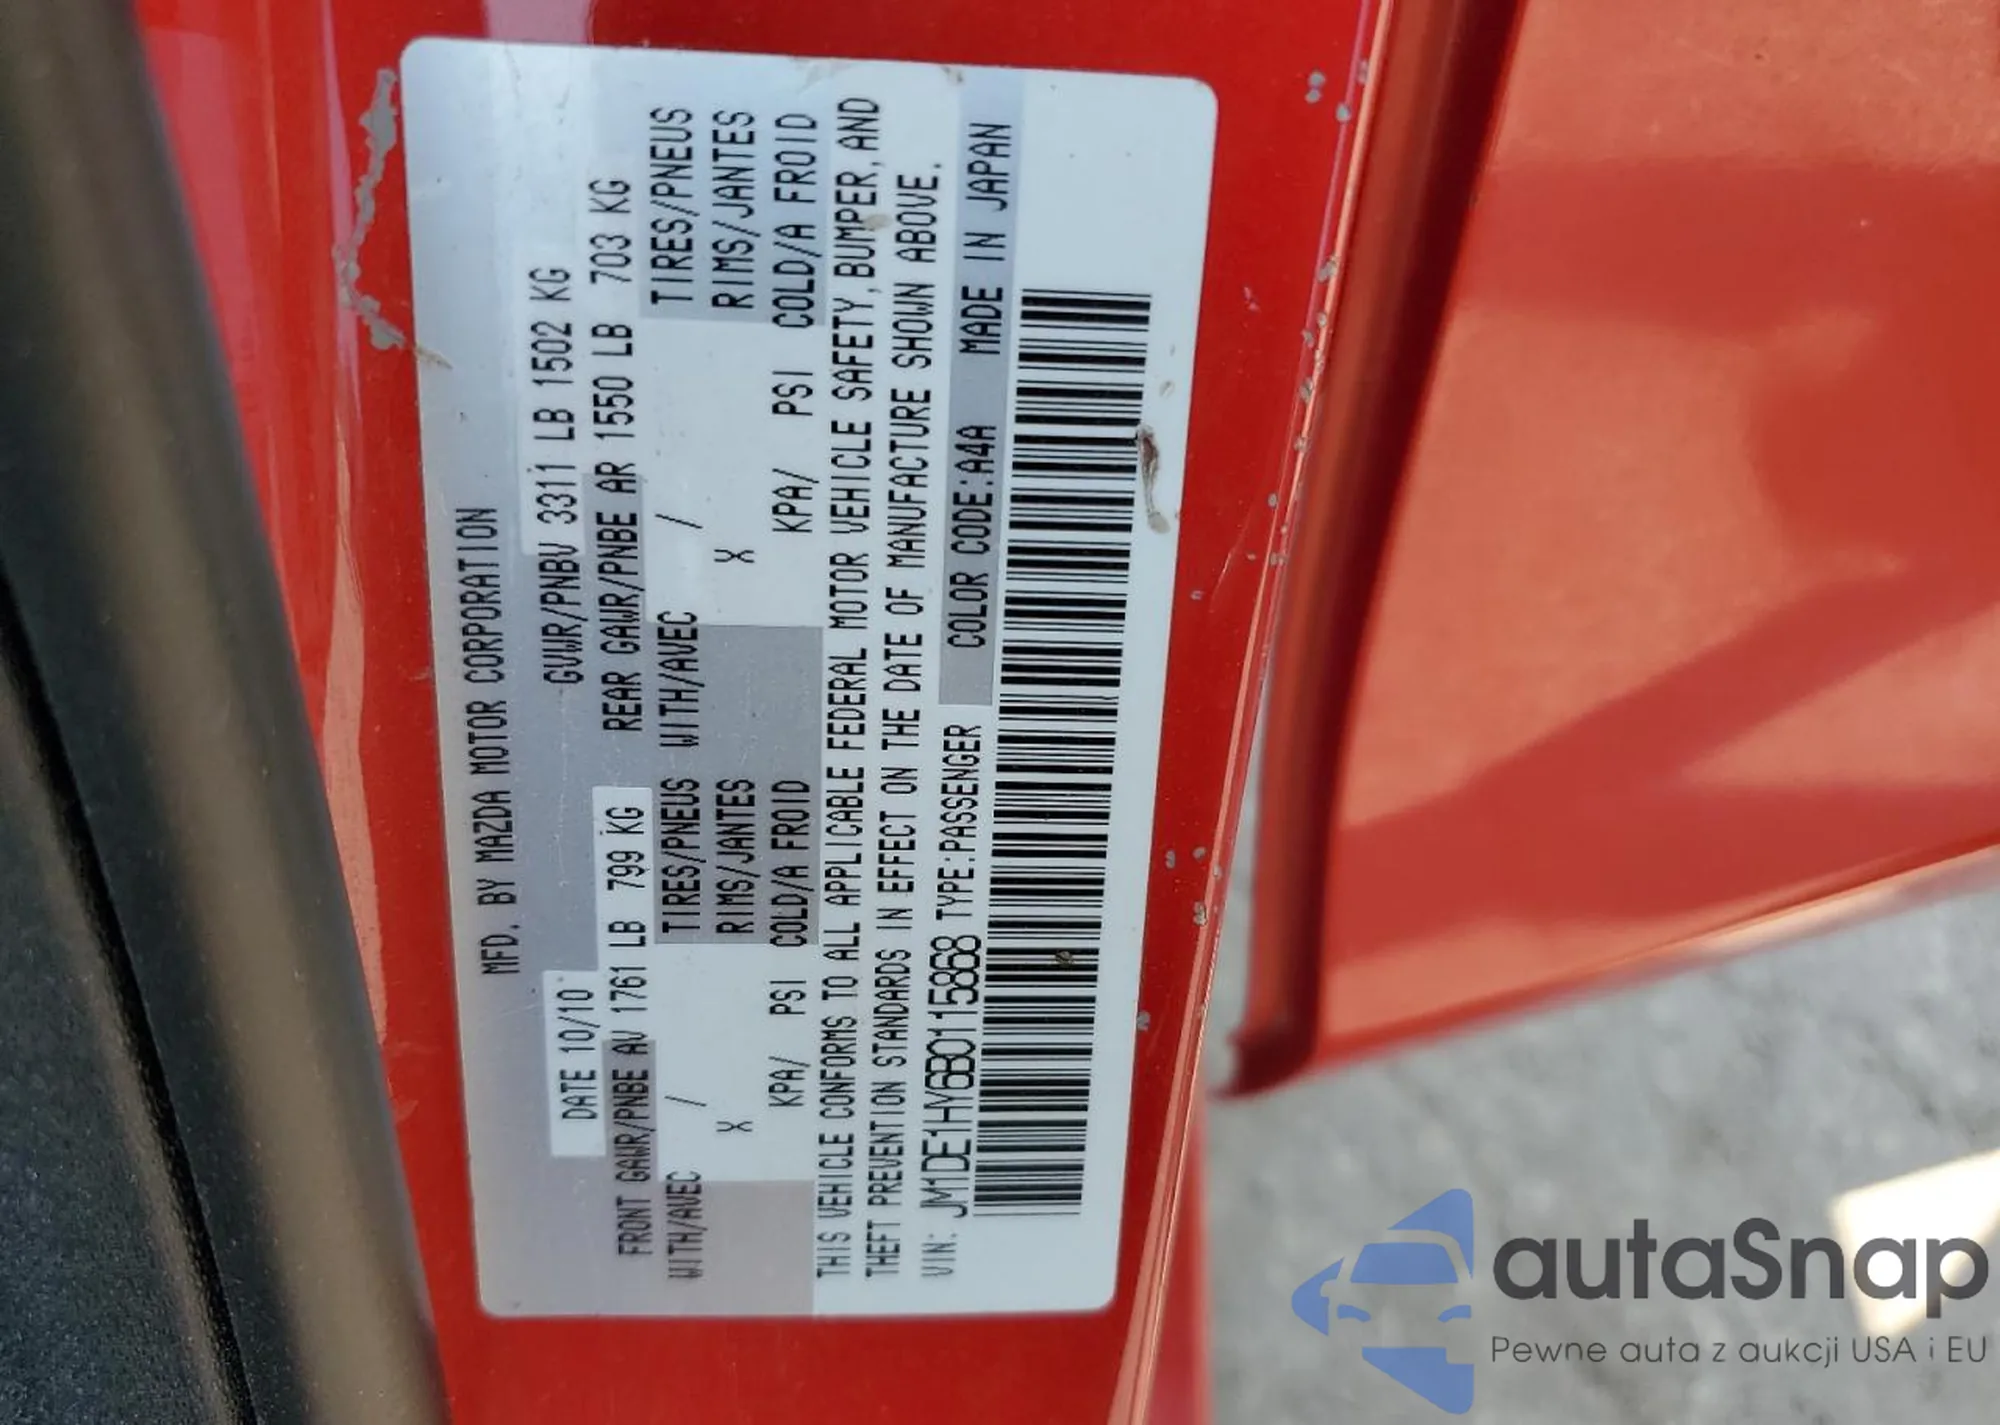 MFD. BY MAZDA MOTOR CORPORATION
DATE 10/10
GVWR/PNBV 3311 LB 1502 KG
FRONT GAWR/PNBE AV 1761 LB 799 KG
REAR GAWR/PNBE AR 1550 LB 703 KG
WITH/AVEC / TIRES/PNEUS WITH/AVEC / TIRES/PNEUS
X RIMS/JANTES X RIMS/JANTES
KPA/ PSI COLD/A FROID KPA/ PSI COLD/A FROID
THIS VEHICLE CONFORMS TO ALL APPLICABLE FEDERAL MOTOR VEHICLE SAFETY, BUMPER, AND
THEFT PREVENTION STANDARDS IN EFFECT ON THE DATE OF MANUFACTURE SHOWN ABOVE.
VIN: JM1DE1HY6B0115868 TYPE:PASSENGER COLOR CODE:A4A MADE IN JAPAN
autaSnap
Pewne auta z aukcji USA i EU